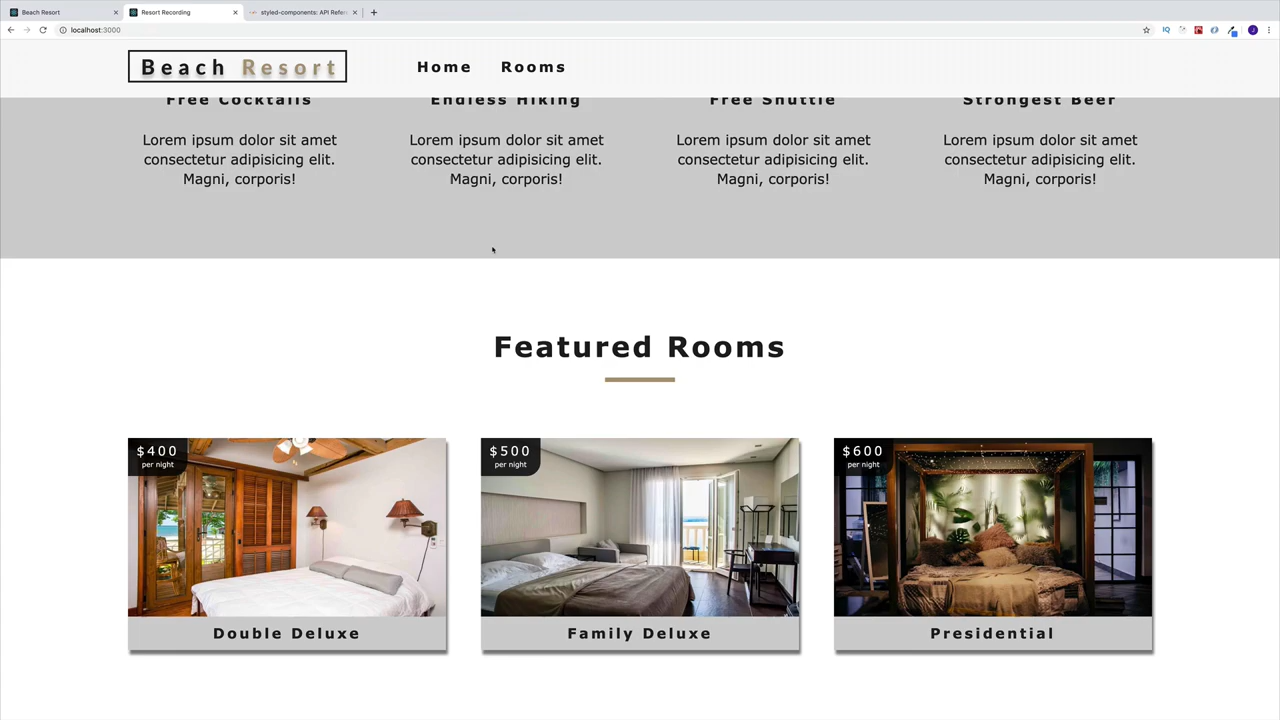 Beach Resort
Resort Recording
styled-components: API Refer
localhost:3000
IQ
J
Beach Resort
Home
Rooms
Free Cocktails
Endless Hiking
Free Shuttle
Strongest Beer
Lorem ipsum dolor sit amet
consectetur adipisicing elit.
Magni, corporis!
Lorem ipsum dolor sit amet
consectetur adipisicing elit.
Magni, corporis!
Lorem ipsum dolor sit amet
consectetur adipisicing elit.
Magni, corporis!
Lorem ipsum dolor sit amet
consectetur adipisicing elit.
Magni, corporis!
Featured Rooms
$400
per night
$500
per night
$600
per night
Double Deluxe
Family Deluxe
Presidential